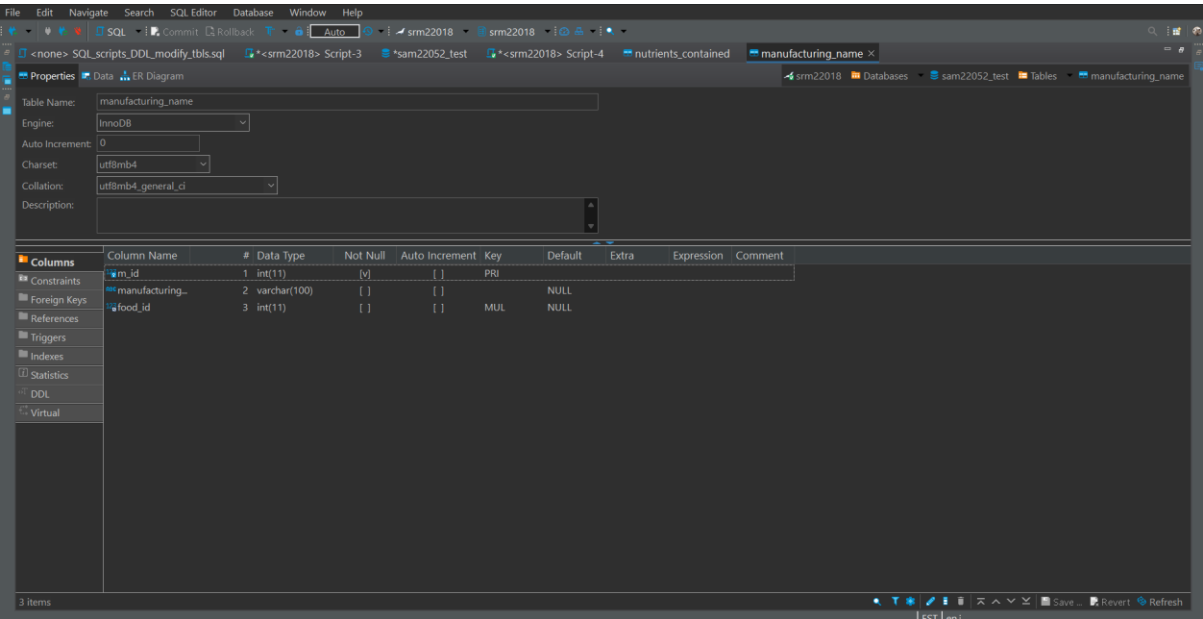 File Edit Navigate Search SQL Editor Database Window Help
SQL Commit Rollback Auto srm22018 srm22018
<none> SQL_scripts_DDL_modify_tbls.sql *<srm22018> Script-3 *sam22052_test *<srm22018> Script-4 nutrients_contained manufacturing_name
Properties Data ER Diagram srm22018 Databases sam22052_test Tables manufacturing_name
Table Name: manufacturing_name
Engine: InnoDB
Auto Increment: 0
Charset: utf8mb4
Collation: utf8mb4_general_ci
Description:
Column Name # Data Type Not Null Auto Increment Key Default Extra Expression Comment
m_id 1 int(11) [v] [ ] PRI
manufacturing... 2 varchar(100) [ ] [ ] NULL
food_id 3 int(11) [ ] [ ] MUL NULL
Columns
Constraints
Foreign Keys
References
Triggers
Indexes
Statistics
DDL
Virtual
3 items Save ... Revert Refresh
EST